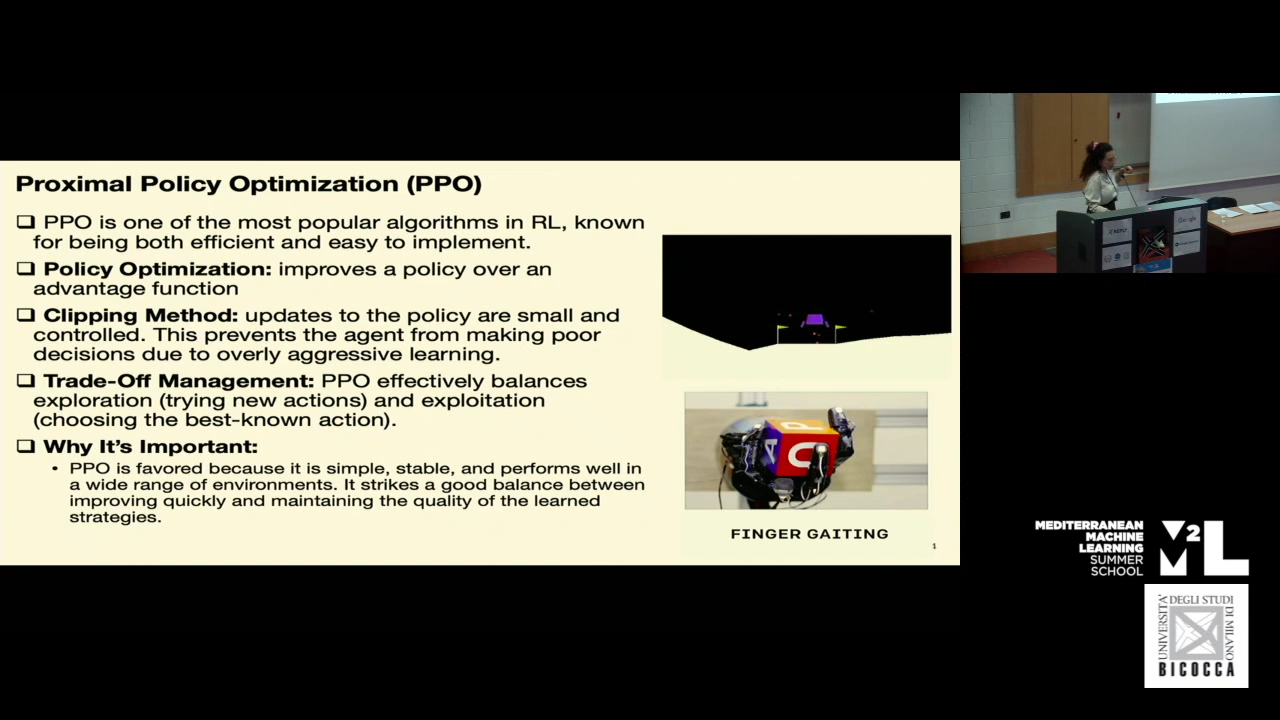 Proximal Policy Optimization (PPO)
❑ PPO is one of the most popular algorithms in RL, known
for being both efficient and easy to implement.
❑ Policy Optimization: improves a policy over an
advantage function
❑ Clipping Method: updates to the policy are small and
controlled. This prevents the agent from making poor
decisions due to overly aggressive learning.
❑ Trade-Off Management: PPO effectively balances
exploration (trying new actions) and exploitation
(choosing the best-known action).
❑ Why It's Important:
• PPO is favored because it is simple, stable, and performs well in
a wide range of environments. It strikes a good balance between
improving quickly and maintaining the quality of the learned
strategies.
A
P
O
FINGER GAITING
1
Google
MEDITERRANEAN
MACHINE
LEARNING
SUMMER
SCHOOL
M2L
UNIVERSITÀ
DEGLI STUDI
DI MILANO
BICOCCA